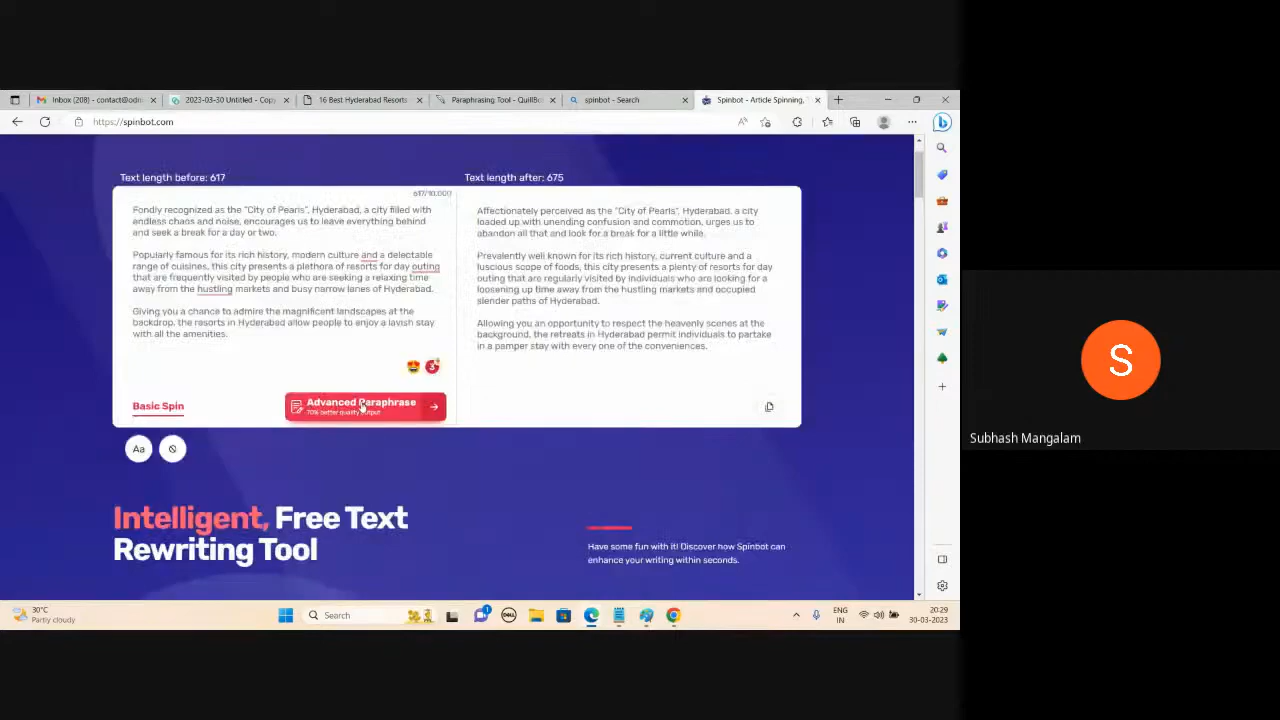 Inbox (208) - contact@odm
2023-03-30 Untitled - Copy
16 Best Hyderabad Resorts
Paraphrasing Tool - QuillBo
spinbot - Search
Spinbot - Article Spinning,
https://spinbot.com
Text length before: 617
Text length after: 675
617/10,000
Fondly recognized as the "City of Pearls", Hyderabad, a city filled with
endless chaos and noise, encourages us to leave everything behind
and seek a break for a day or two.
Popularly famous for its rich history, modern culture and a delectable
range of cuisines, this city presents a plethora of resorts for day outing
that are frequently visited by people who are seeking a relaxing time
away from the hustling markets and busy narrow lanes of Hyderabad.
Giving you a chance to admire the magnificent landscapes at the
backdrop, the resorts in Hyderabad allow people to enjoy a lavish stay
with all the amenities.
Affectionately perceived as the "City of Pearls", Hyderabad, a city
loaded up with unending confusion and commotion, urges us to
abandon all that and look for a break for a little while.
Prevalently well known for its rich history, current culture and a
luscious scope of foods, this city presents a plenty of resorts for day
outing that are regularly visited by individuals who are looking for a
loosening up time away from the hustling markets and occupied
slender paths of Hyderabad.
Allowing you an opportunity to respect the heavenly scenes at the
background, the retreats in Hyderabad permit individuals to partake
in a pamper stay with every one of the conveniences.
3
Basic Spin
Advanced Paraphrase
70% better quality output
Aa
Intelligent, Free Text
Rewriting Tool
Have some fun with it! Discover how Spinbot can
enhance your writing within seconds.
S
Subhash Mangalam
30°C
Partly cloudy
Search
1
DELL
ENG
IN
20:29
30-03-2023